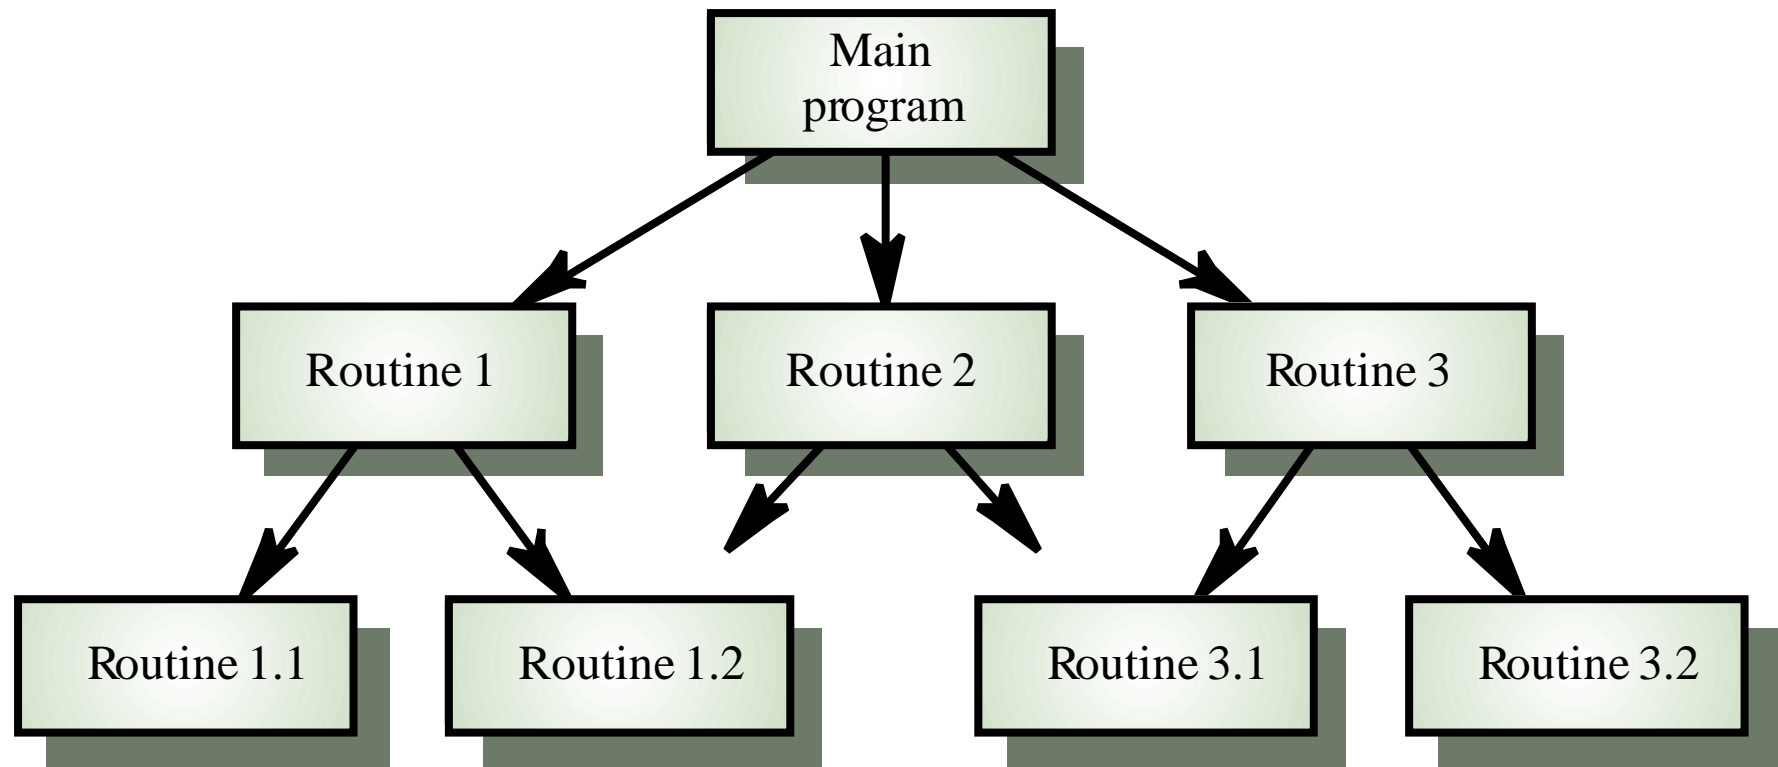 Main
program
Routine 1
Routine 2
Routine 3
Routine 1.1
Routine 1.2
Routine 3.1
Routine 3.2